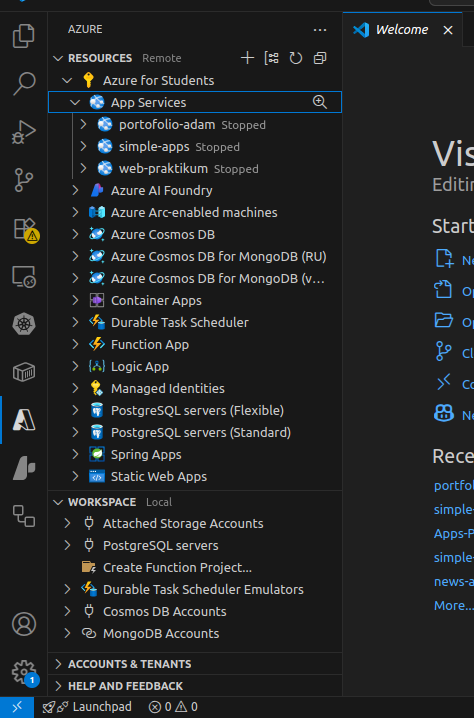 AZURE
RESOURCES Remote
Azure for Students
App Services
portofolio-adam Stopped
simple-apps Stopped
web-praktikum Stopped
Azure AI Foundry
Azure Arc-enabled machines
Azure Cosmos DB
Azure Cosmos DB for MongoDB (RU)
Azure Cosmos DB for MongoDB (v...
Container Apps
Durable Task Scheduler
Function App
Logic App
Managed Identities
PostgreSQL servers (Flexible)
PostgreSQL servers (Standard)
Spring Apps
Static Web Apps
WORKSPACE Local
Attached Storage Accounts
PostgreSQL servers
Create Function Project...
Durable Task Scheduler Emulators
Cosmos DB Accounts
MongoDB Accounts
ACCOUNTS & TENANTS
HELP AND FEEDBACK
1
Launchpad 0 0
Welcome
Vis
Editin
Start
Ne
Op
Op
Cl
Co
Ne
Rece
portfol
simple-
Apps-P
simple-
news-a
More...